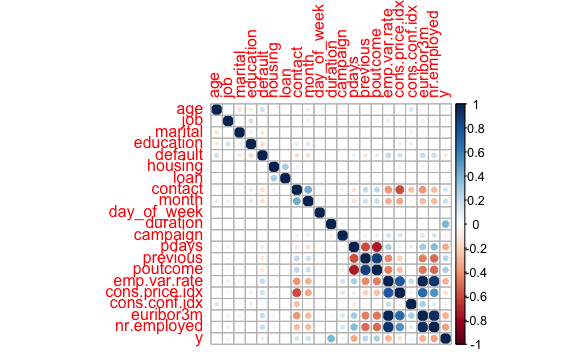 age
job
marital
education
default
housing
loan
contact
month
day_of_week
duration
campaign
pdays
previous
poutcome
emp.var.rate
cons.price.idx
cons.conf.idx
euribor3m
nr.employed
y
age
job
marital
education
default
housing
loan
contact
month
day_of_week
duration
campaign
pdays
previous
poutcome
emp.var.rate
cons.price.idx
cons.conf.idx
euribor3m
nr.employed
y
1
0.8
0.6
0.4
0.2
0
-0.2
-0.4
-0.6
-0.8
-1